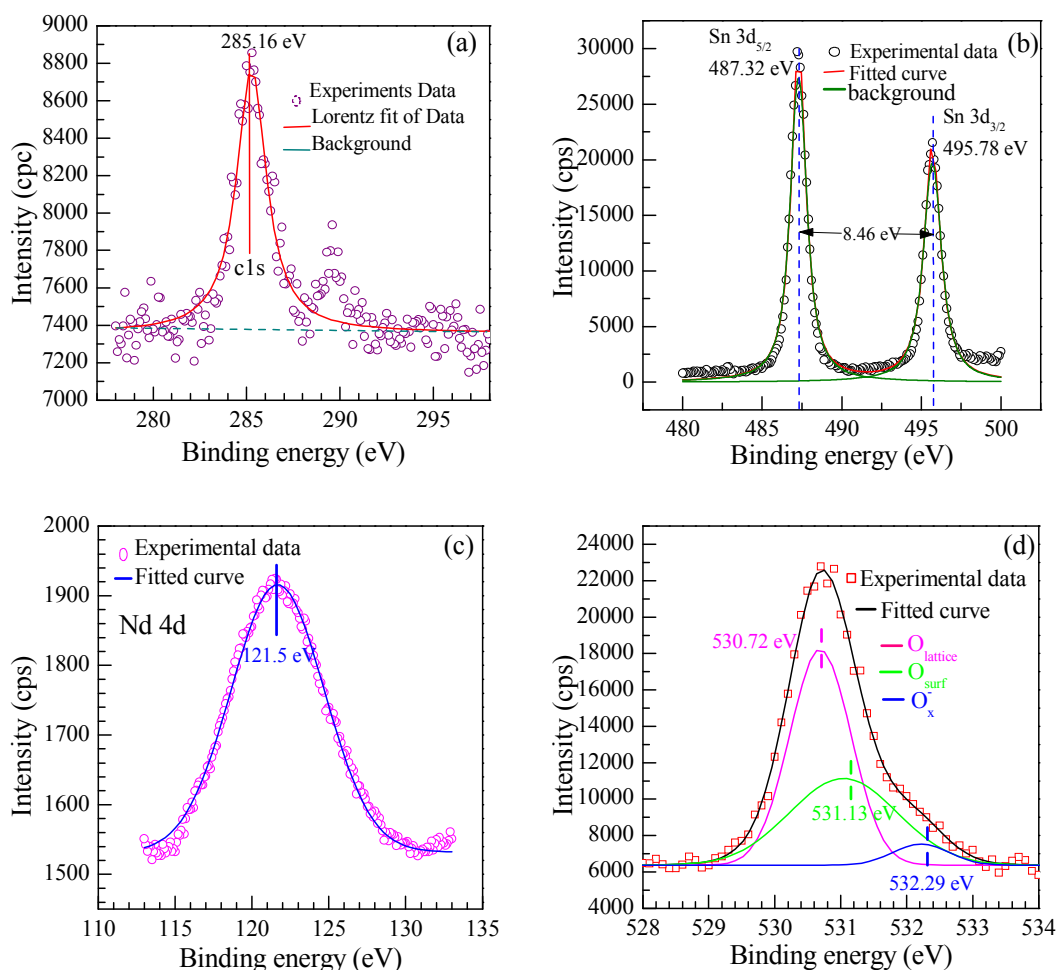 (a)
285.16 eV
Experiments Data
Lorentz fit of Data
Background
c1s
9000
8800
8600
8400
8200
8000
7800
7600
7400
7200
7000
Intensity (cpc)
280 285 290 295
Binding energy (eV)
(b)
Sn 3d5/2
487.32 eV
Experimental data
Fitted curve
background
Sn 3d3/2
495.78 eV
8.46 eV
30000
25000
20000
15000
10000
5000
0
Intensity (cps)
480 485 490 495 500
Binding energy (eV)
(c)
Experimental data
Fitted curve
Nd 4d
121.5 eV
2000
1900
1800
1700
1600
1500
Intensity (cps)
110 115 120 125 130 135
Binding energy (eV)
(d)
Experimental data
Fitted curve
530.72 eV
Olattice
Osurf
Ox-
531.13 eV
532.29 eV
24000
22000
20000
18000
16000
14000
12000
10000
8000
6000
4000
Intensity (cps)
528 529 530 531 532 533 534
Binding energy (eV)